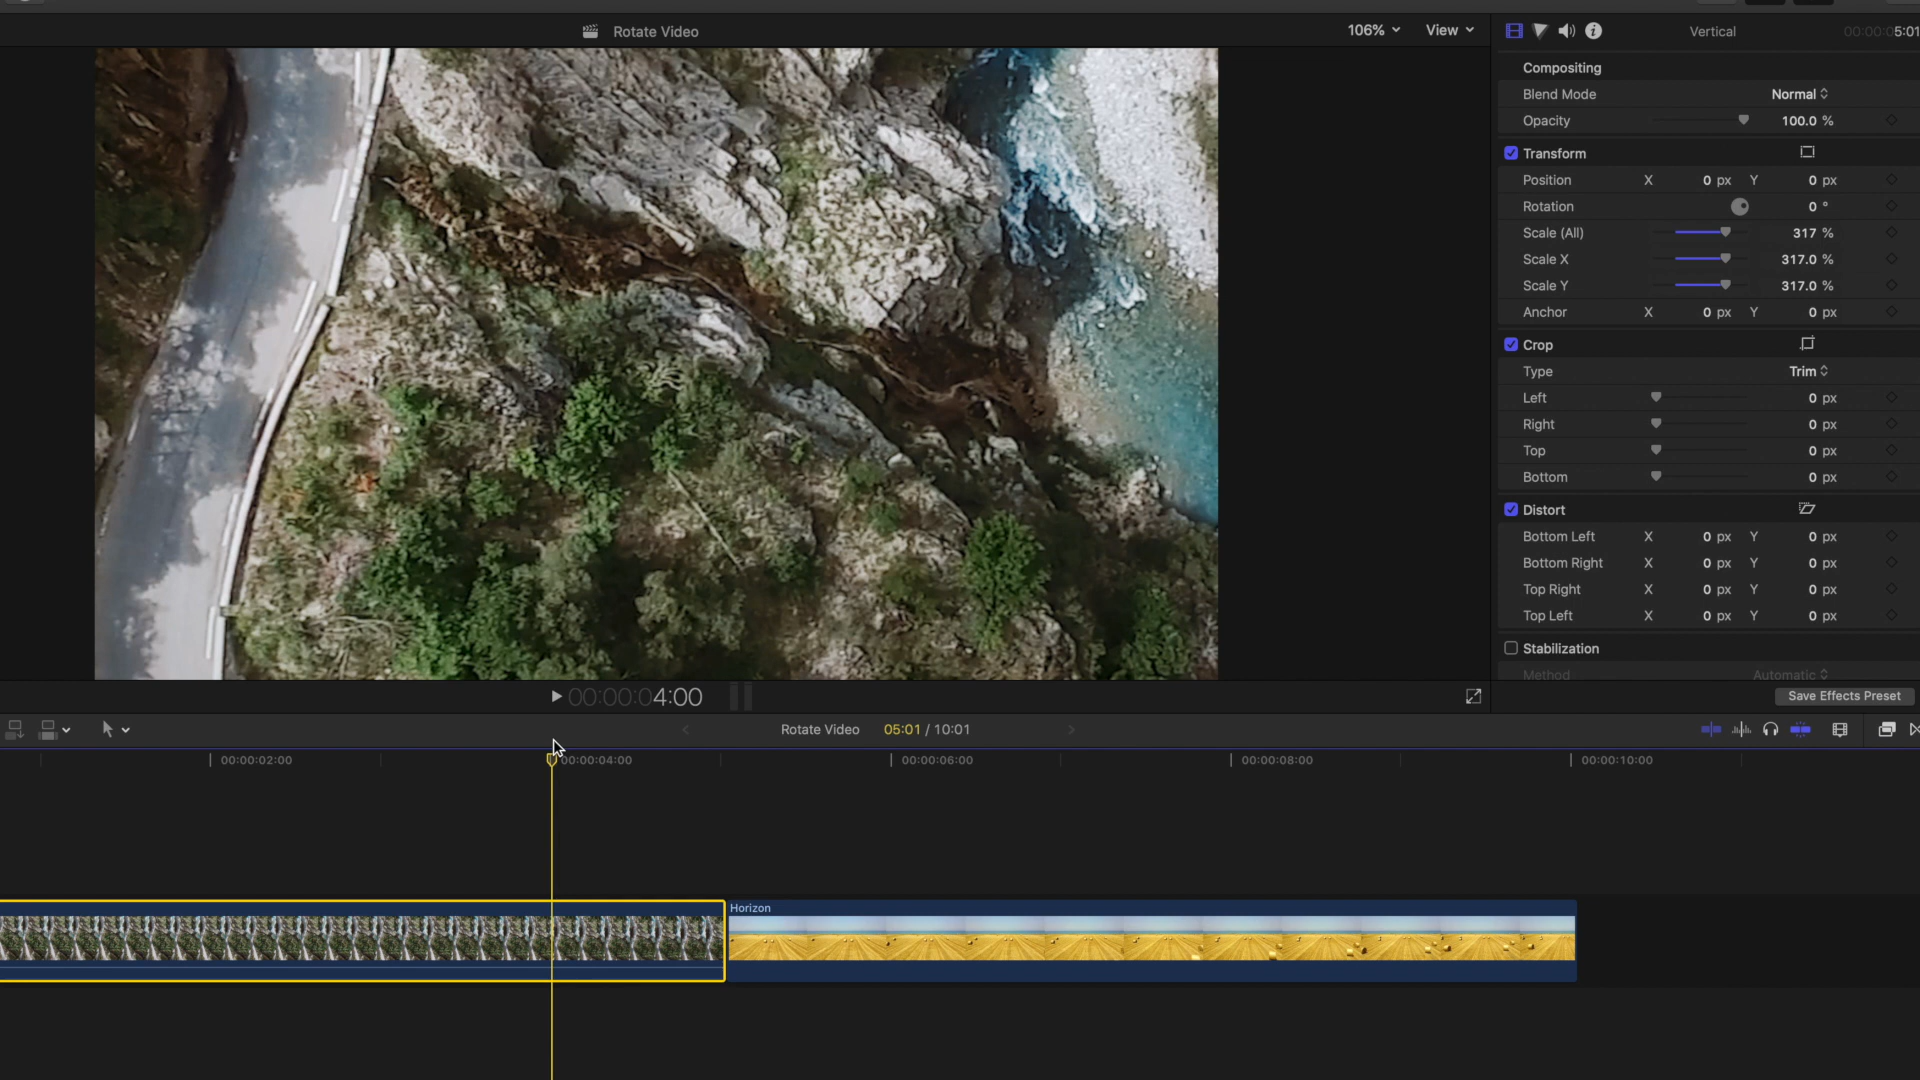 Rotate Video
106%
View
Vertical
00:00:05:01
Compositing
Blend Mode Normal
Opacity 100.0 %
Transform
Position X 0 px Y 0 px
Rotation 0 °
Scale (All) 317 %
Scale X 317.0 %
Scale Y 317.0 %
Anchor X 0 px Y 0 px
Crop
Type Trim
Left 0 px
Right 0 px
Top 0 px
Bottom 0 px
Distort
Bottom Left X 0 px Y 0 px
Bottom Right X 0 px Y 0 px
Top Right X 0 px Y 0 px
Top Left X 0 px Y 0 px
Stabilization
Method Automatic
Save Effects Preset
00:00:04:00
Rotate Video 05:01 / 10:01
00:00:02:00 00:00:04:00 00:00:06:00 00:00:08:00 00:00:10:00
Horizon